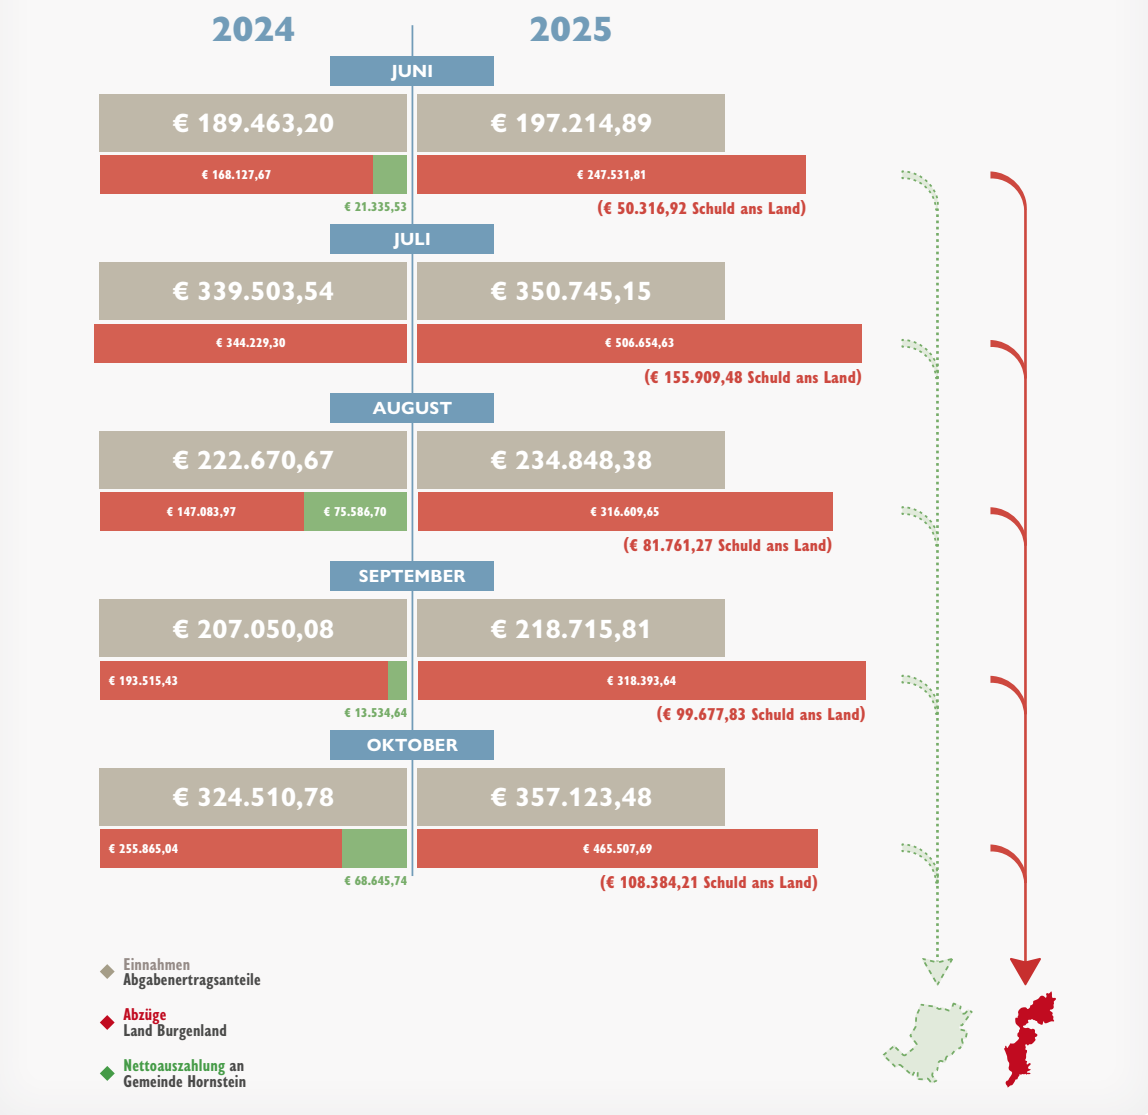 2024 2025
JUNI
€ 189.463,20 € 197.214,89
€ 168.127,67 € 247.531,81
€ 21.335,53 (€ 50.316,92 Schuld ans Land)
JULI
€ 339.503,54 € 350.745,15
€ 344.229,30 € 506.654,63
(€ 155.909,48 Schuld ans Land)
AUGUST
€ 222.670,67 € 234.848,38
€ 147.083,97 € 75.586,70 € 316.609,65
(€ 81.761,27 Schuld ans Land)
SEPTEMBER
€ 207.050,08 € 218.715,81
€ 193.515,43 € 318.393,64
€ 13.534,64 (€ 99.677,83 Schuld ans Land)
OKTOBER
€ 324.510,78 € 357.123,48
€ 255.865,04 € 465.507,69
€ 68.645,74 (€ 108.384,21 Schuld ans Land)
Einnahmen
Abgabenertragsanteile
Abzüge
Land Burgenland
Nettoauszahlung an
Gemeinde Hornstein